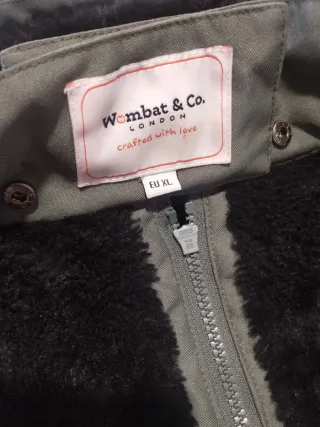 Wombat & Co.
LONDON
crafted with love
EU XL